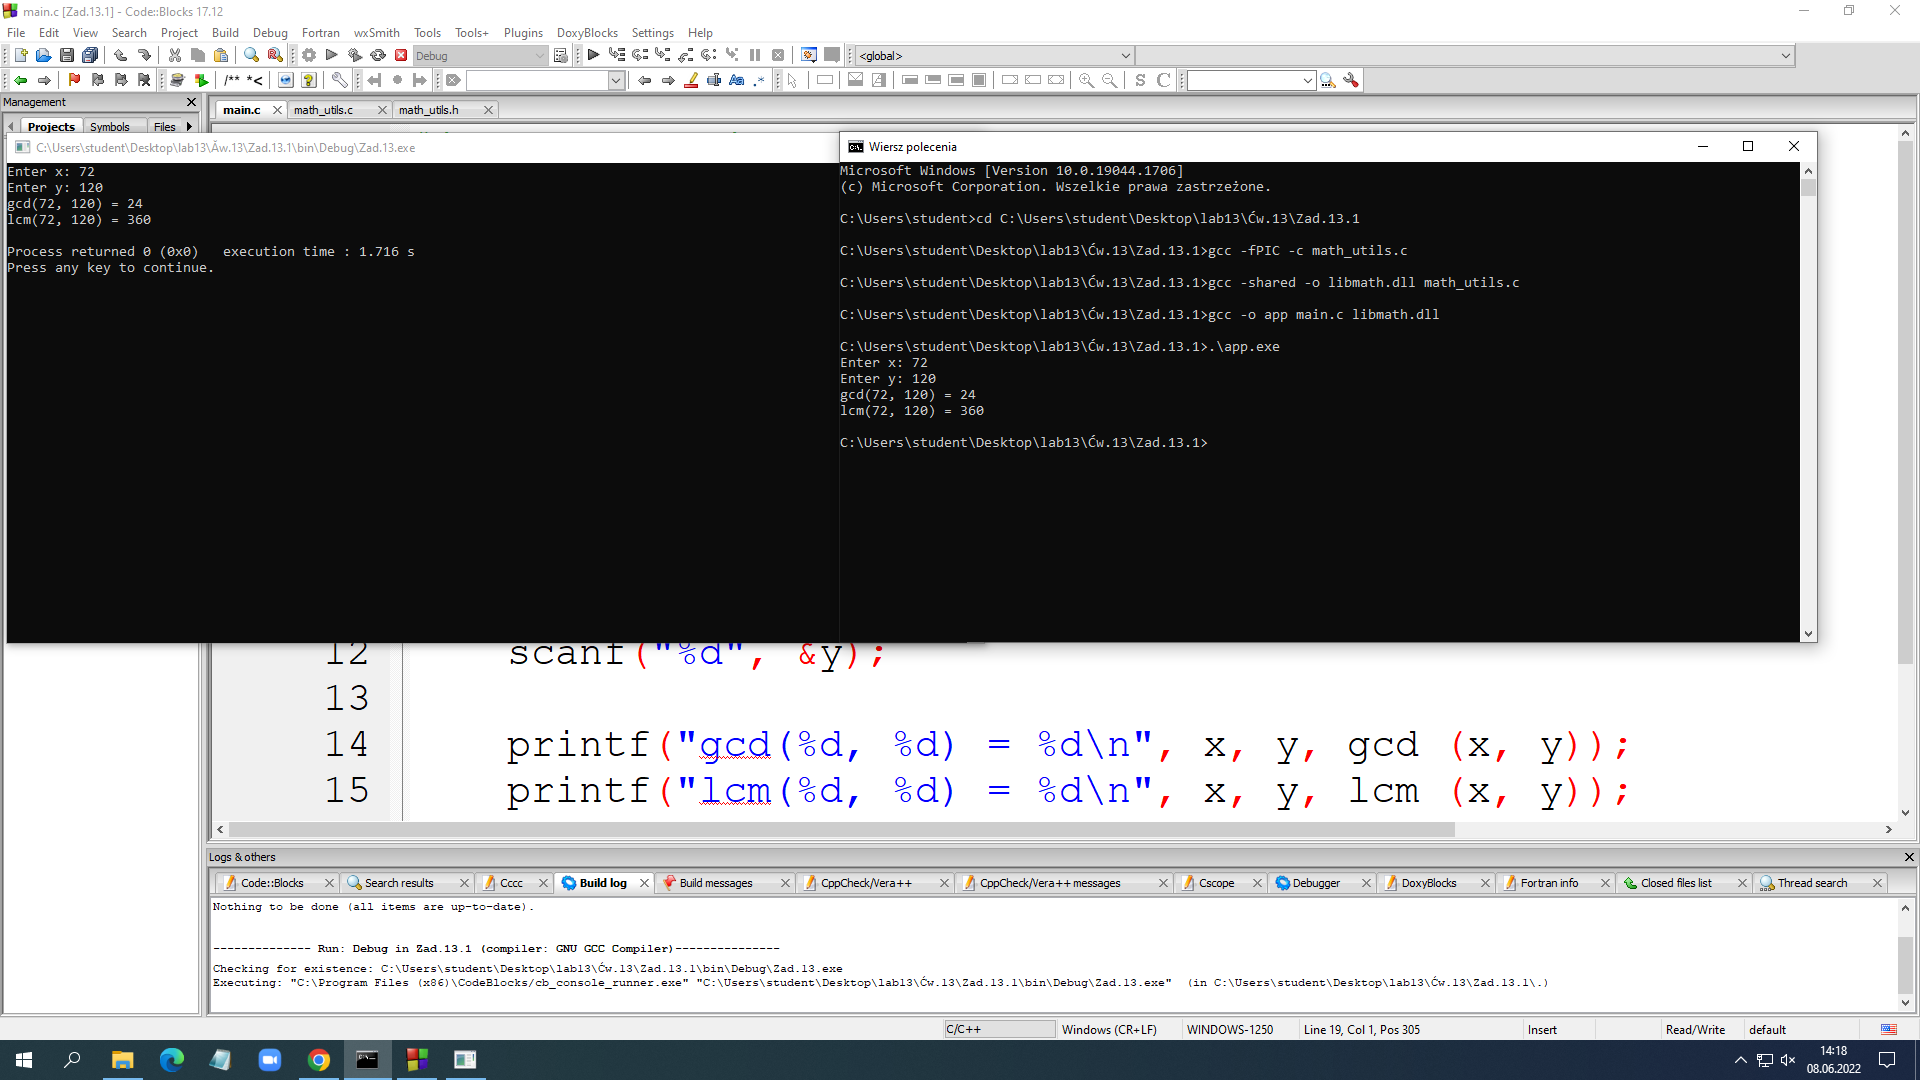 main.c [Zad.13.1] - Code::Blocks 17.12
File Edit View Search Project Build Debug Fortran wxSmith Tools Tools+ Plugins DoxyBlocks Settings Help
Debug
<global>
/** *<
Aa .*
S C
Management
Projects Symbols Files
main.c math_utils.c math_utils.h
C:\Users\student\Desktop\lab13\Ăw.13\Zad.13.1\bin\Debug\Zad.13.exe
Enter x: 72
Enter y: 120
gcd(72, 120) = 24
lcm(72, 120) = 360
Process returned 0 (0x0)   execution time : 1.716 s
Press any key to continue.
Wiersz polecenia
Microsoft Windows [Version 10.0.19044.1706]
(c) Microsoft Corporation. Wszelkie prawa zastrzeżone.
C:\Users\student>cd C:\Users\student\Desktop\lab13\Ćw.13\Zad.13.1
C:\Users\student\Desktop\lab13\Ćw.13\Zad.13.1>gcc -fPIC -c math_utils.c
C:\Users\student\Desktop\lab13\Ćw.13\Zad.13.1>gcc -shared -o libmath.dll math_utils.c
C:\Users\student\Desktop\lab13\Ćw.13\Zad.13.1>gcc -o app main.c libmath.dll
C:\Users\student\Desktop\lab13\Ćw.13\Zad.13.1>.\app.exe
Enter x: 72
Enter y: 120
gcd(72, 120) = 24
lcm(72, 120) = 360
C:\Users\student\Desktop\lab13\Ćw.13\Zad.13.1>
12 scanf("%d", &y);
13
14 printf("gcd(%d, %d) = %d\n", x, y, gcd (x, y));
15 printf("lcm(%d, %d) = %d\n", x, y, lcm (x, y));
Logs & others
Code::Blocks Search results Cccc Build log Build messages CppCheck/Vera++ CppCheck/Vera++ messages Cscope Debugger DoxyBlocks Fortran info Closed files list Thread search
Nothing to be done (all items are up-to-date).
-------------- Run: Debug in Zad.13.1 (compiler: GNU GCC Compiler)---------------
Checking for existence: C:\Users\student\Desktop\lab13\Ćw.13\Zad.13.1\bin\Debug\Zad.13.exe
Executing: "C:\Program Files (x86)\CodeBlocks/cb_console_runner.exe" "C:\Users\student\Desktop\lab13\Ćw.13\Zad.13.1\bin\Debug\Zad.13.exe"  (in C:\Users\student\Desktop\lab13\Ćw.13\Zad.13.1\.)
C/C++ Windows (CR+LF) WINDOWS-1250 Line 19, Col 1, Pos 305 Insert Read/Write default
14:18
08.06.2022